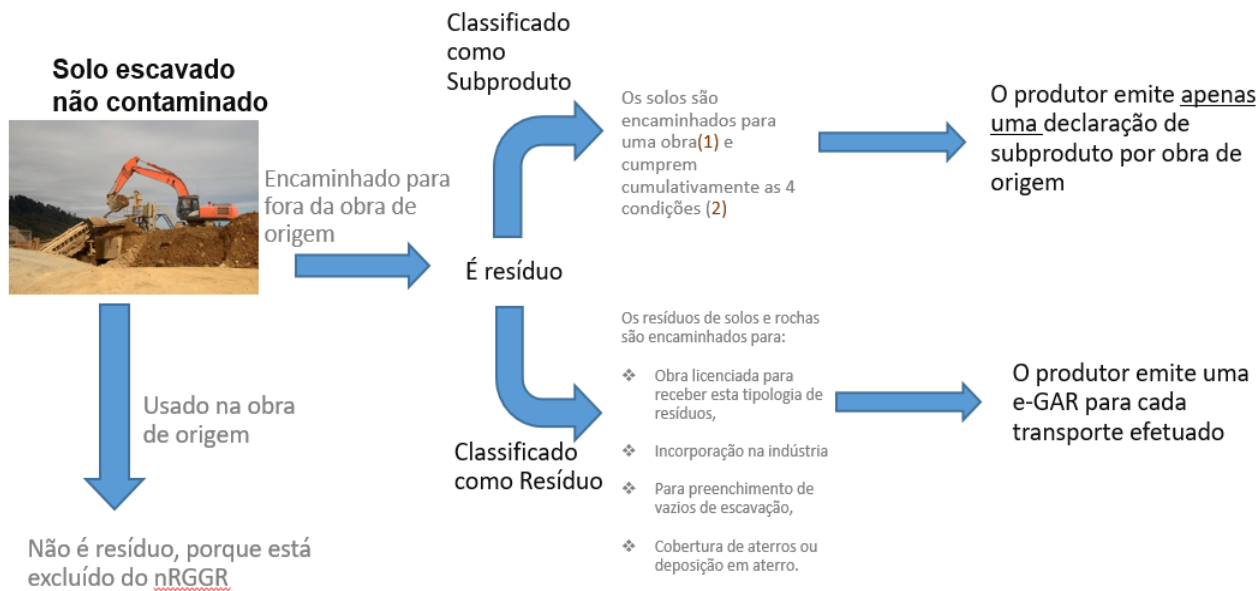 Solo escavado
não contaminado
Encaminhado para
fora da obra de
origem
Usado na obra
de origem
Não é resíduo, porque está
excluído do nRGGR
É resíduo
Classificado
como
Subproduto
Os solos são
encaminhados para
uma obra(1) e
cumprem
cumulativamente as 4
condições (2)
O produtor emite apenas
uma declaração de
subproduto por obra de
origem
Classificado
como Resíduo
Os resíduos de solos e rochas
são encaminhados para:
❖ Obra licenciada para
receber esta tipologia de
resíduos,
❖ Incorporação na indústria
❖ Para preenchimento de
vazios de escavação,
❖ Cobertura de aterros ou
deposição em aterro.
O produtor emite uma
e-GAR para cada
transporte efetuado